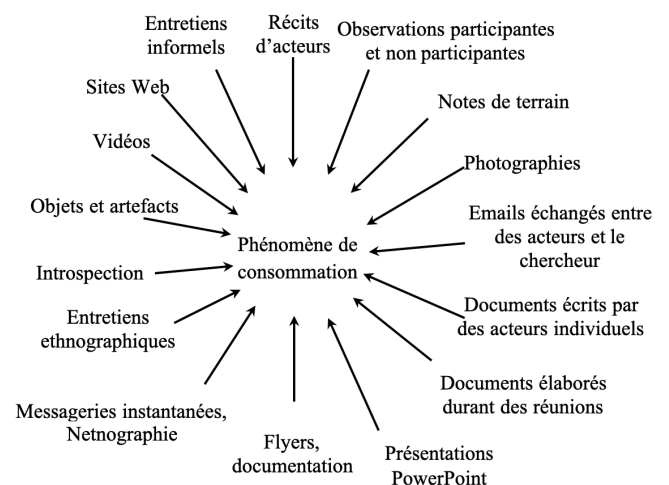 Entretiens
informels
Récits
d’acteurs
Observations participantes
et non participantes
Sites Web
Notes de terrain
Vidéos
Photographies
Objets et artefacts
Emails échangés entre
des acteurs et le
chercheur
Phénomène de
consommation
Introspection
Documents écrits par
des acteurs individuels
Entretiens
ethnographiques
Documents élaborés
durant des réunions
Messageries instantanées,
Netnographie
Flyers,
documentation
Présentations
PowerPoint